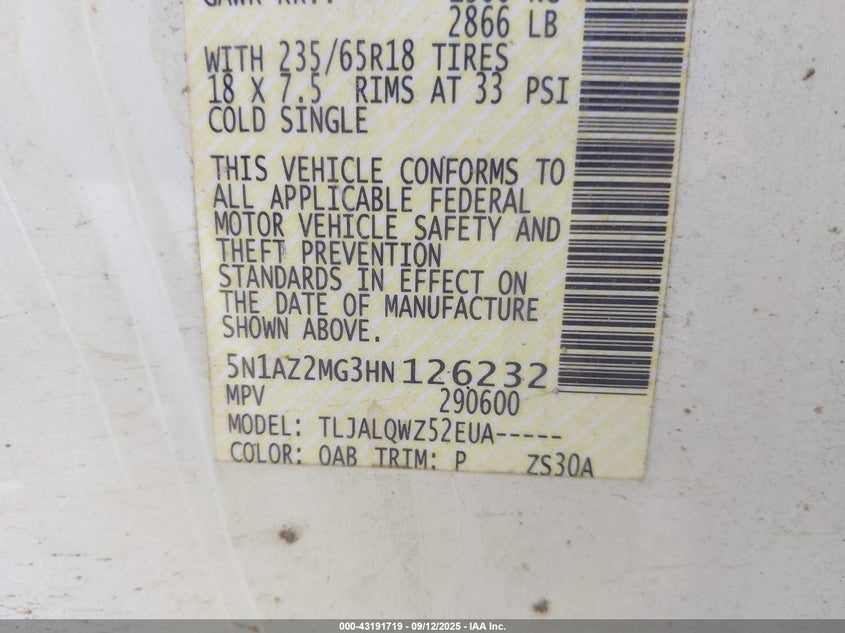 2866 LB
WITH 235/65R18 TIRES
18 X 7.5 RIMS AT 33 PSI
COLD SINGLE
THIS VEHICLE CONFORMS TO
ALL APPLICABLE FEDERAL
MOTOR VEHICLE SAFETY AND
THEFT PREVENTION
STANDARDS IN EFFECT ON
THE DATE OF MANUFACTURE
SHOWN ABOVE.
5N1AZ2MG3HN126232
MPV 290600
MODEL: TLJALQWZ52EUA-----
COLOR: QAB TRIM: P ZS30A
000-43191719 - 09/12/2025 - IAA Inc.